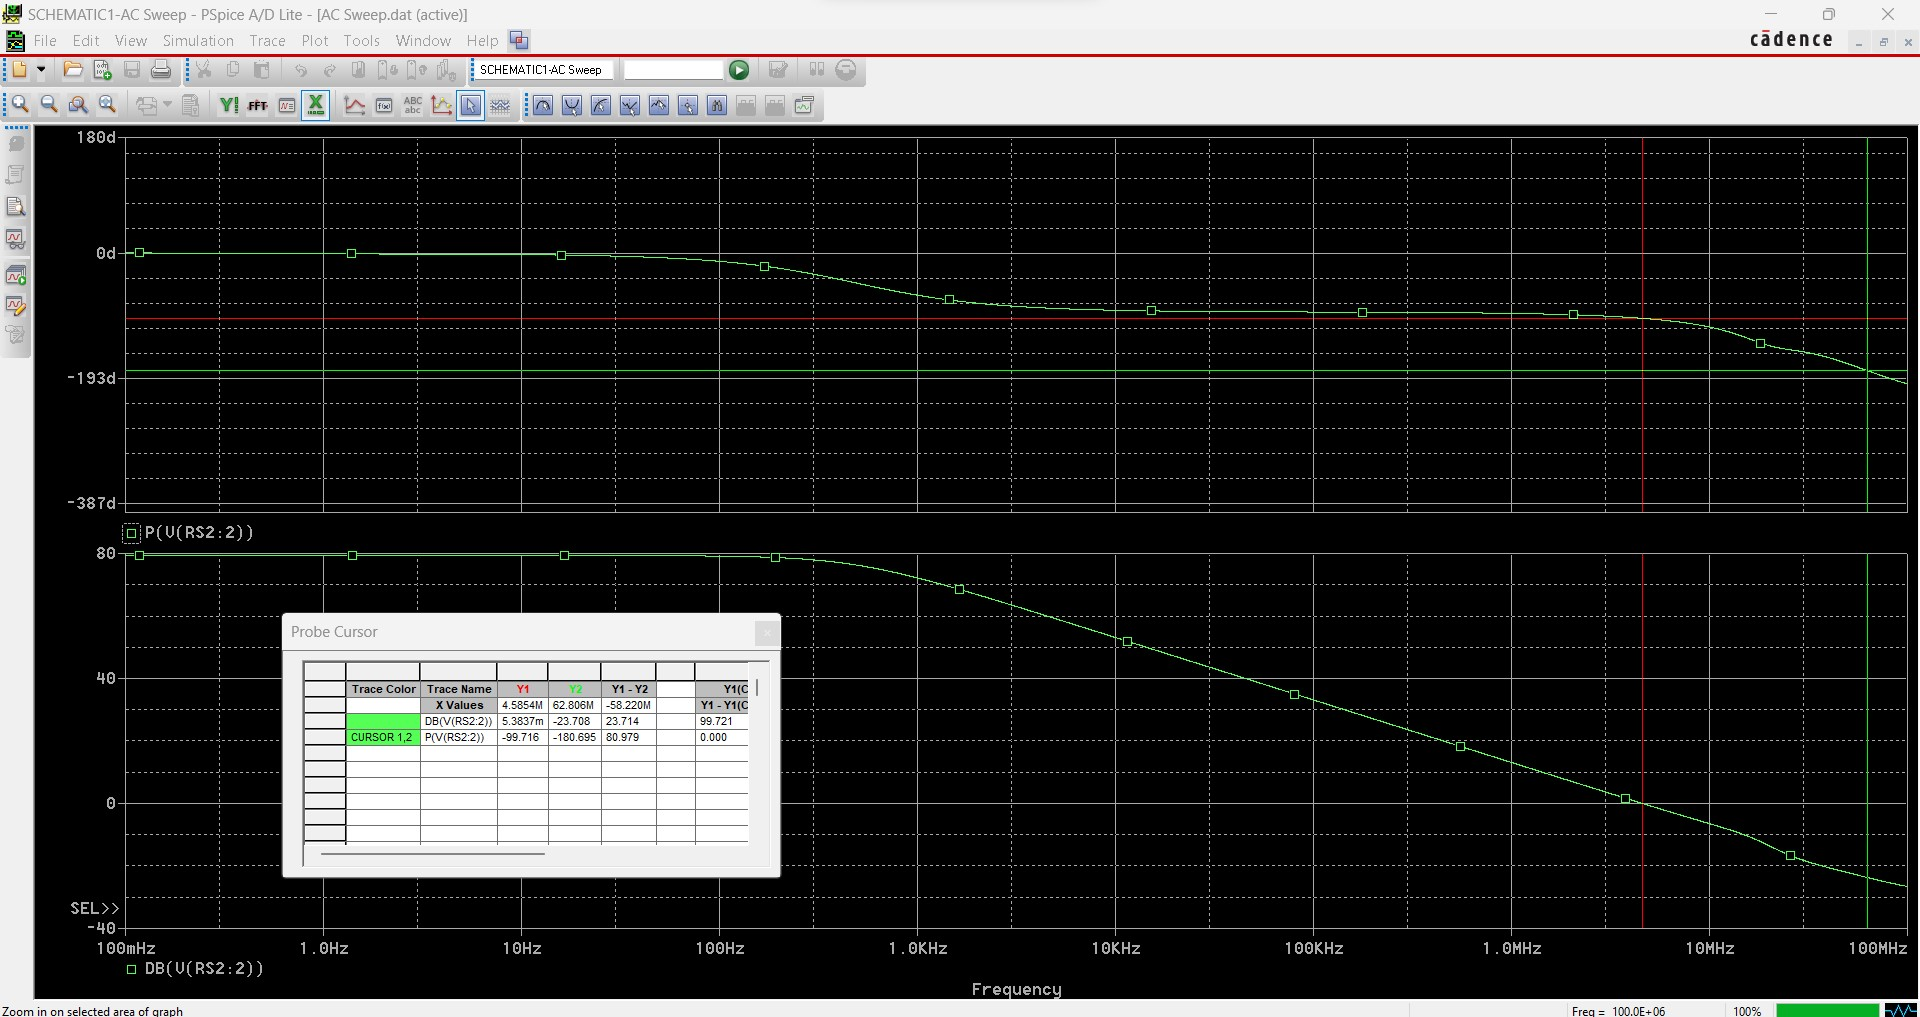 SCHEMATIC1-AC Sweep - PSpice A/D Lite - [AC Sweep.dat (active)]
File Edit View Simulation Trace Plot Tools Window Help
cādence
SCHEMATIC1-AC Sweep
Y! FFT ABC abc
180d
0d
-193d
-387d
P(V(RS2:2))
80
40
0
SEL>>
-40
Probe Cursor
Trace Color Trace Name Y1 Y2 Y1 - Y2 Y1(C
X Values 4.5854M 62.806M -58.220M Y1 - Y1(C
DB(V(RS2:2)) 5.3837m -23.708 23.714 99.721
CURSOR 1,2 P(V(RS2:2)) -99.716 -180.695 80.979 0.000
100mHz 1.0Hz 10Hz 100Hz 1.0KHz 10KHz 100KHz 1.0MHz 10MHz 100MHz
DB(V(RS2:2))
Frequency
Zoom in on selected area of graph
Freq = 100.0E+06 100%